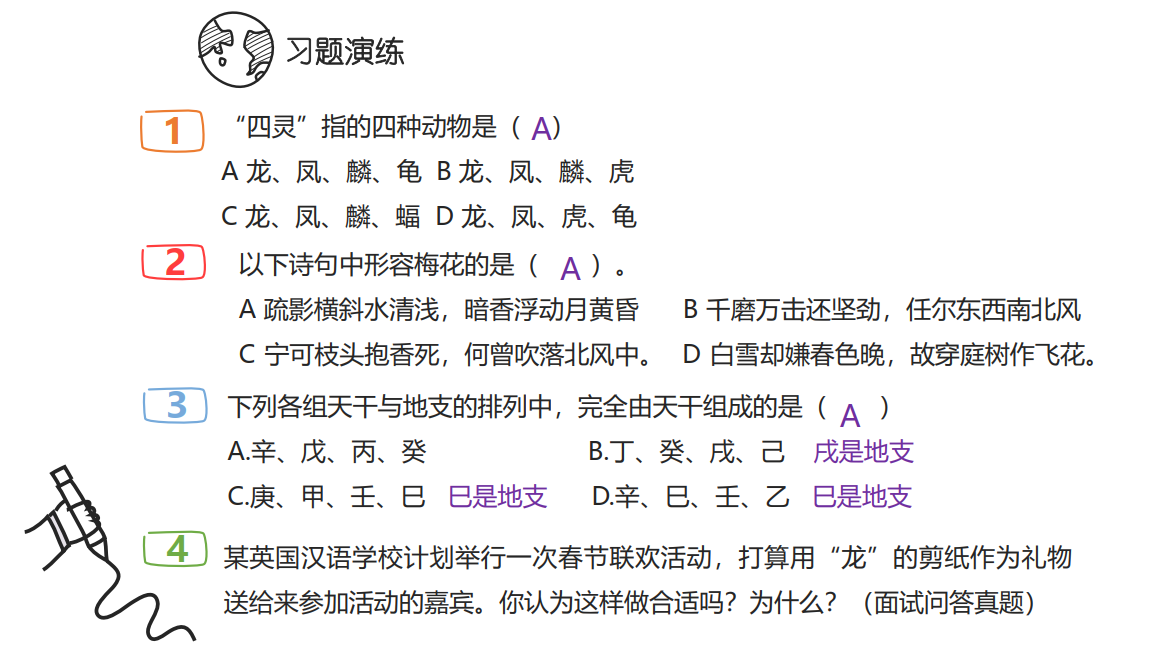 习题演练
1 “四灵”指的四种动物是（ A）
A 龙、凤、麟、龟 B 龙、凤、麟、虎
C 龙、凤、麟、蝠 D 龙、凤、虎、龟
2 以下诗句中形容梅花的是（ A ）。
A 疏影横斜水清浅，暗香浮动月黄昏 B 千磨万击还坚劲，任尔东西南北风
C 宁可枝头抱香死，何曾吹落北风中。 D 白雪却嫌春色晚，故穿庭树作飞花。
3 下列各组天干与地支的排列中，完全由天干组成的是（ A ）
A.辛、戊、丙、癸 B.丁、癸、戌、己 戌是地支
C.庚、甲、壬、巳 巳是地支 D.辛、巳、壬、乙 巳是地支
4 某英国汉语学校计划举行一次春节联欢活动，打算用“龙”的剪纸作为礼物
送给来参加活动的嘉宾。你认为这样做合适吗？为什么？（面试问答真题）